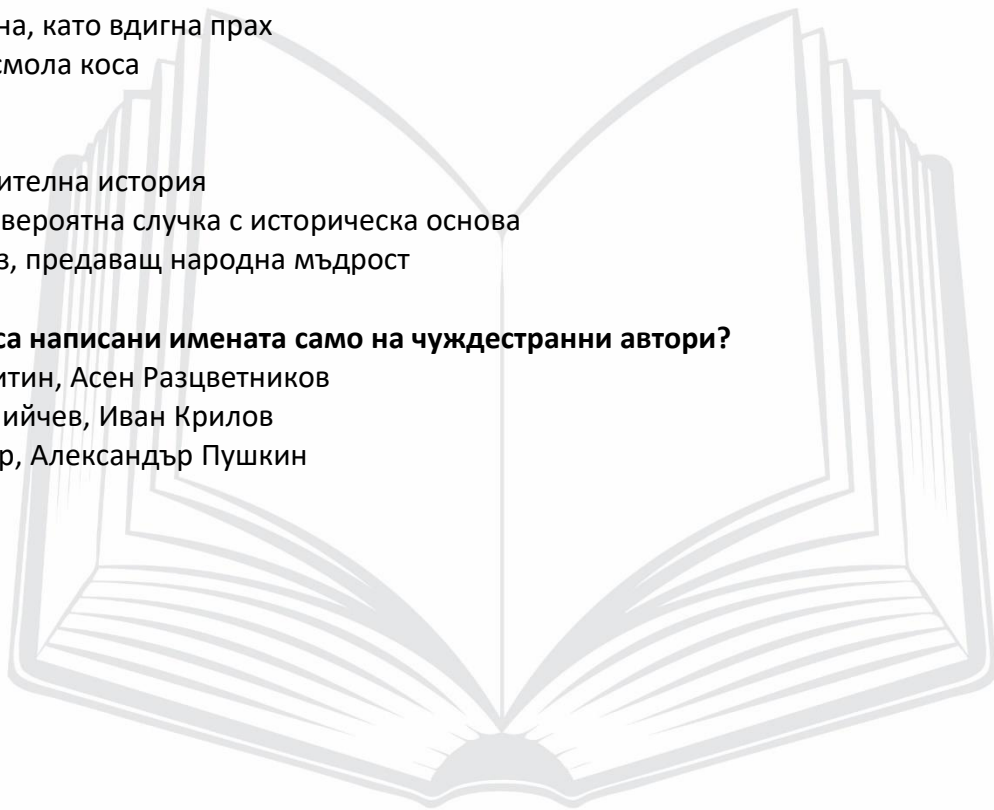 на, като вдигна прах
смола коса
ителна история
вероятна случка с историческа основа
з, предаващ народна мъдрост
са написани имената само на чуждестранни автори?
итин, Асен Разцветников
ийчев, Иван Крилов
р, Александър Пушкин